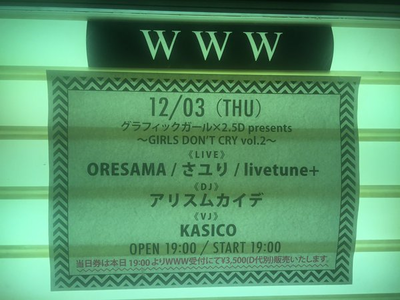 WWW
12/03 (THU)
グラフィックガール×2.5D presents
〜GIRLS DON'T CRY vol.2〜
《LIVE》
ORESAMA / さユり / livetune+
《DJ》
アリスムカイデ
《VJ》
KASICO
OPEN 19:00 / START 19:00
当日券は本日19:00よりWWW受付にて¥3,500(D代別)販売いたします。